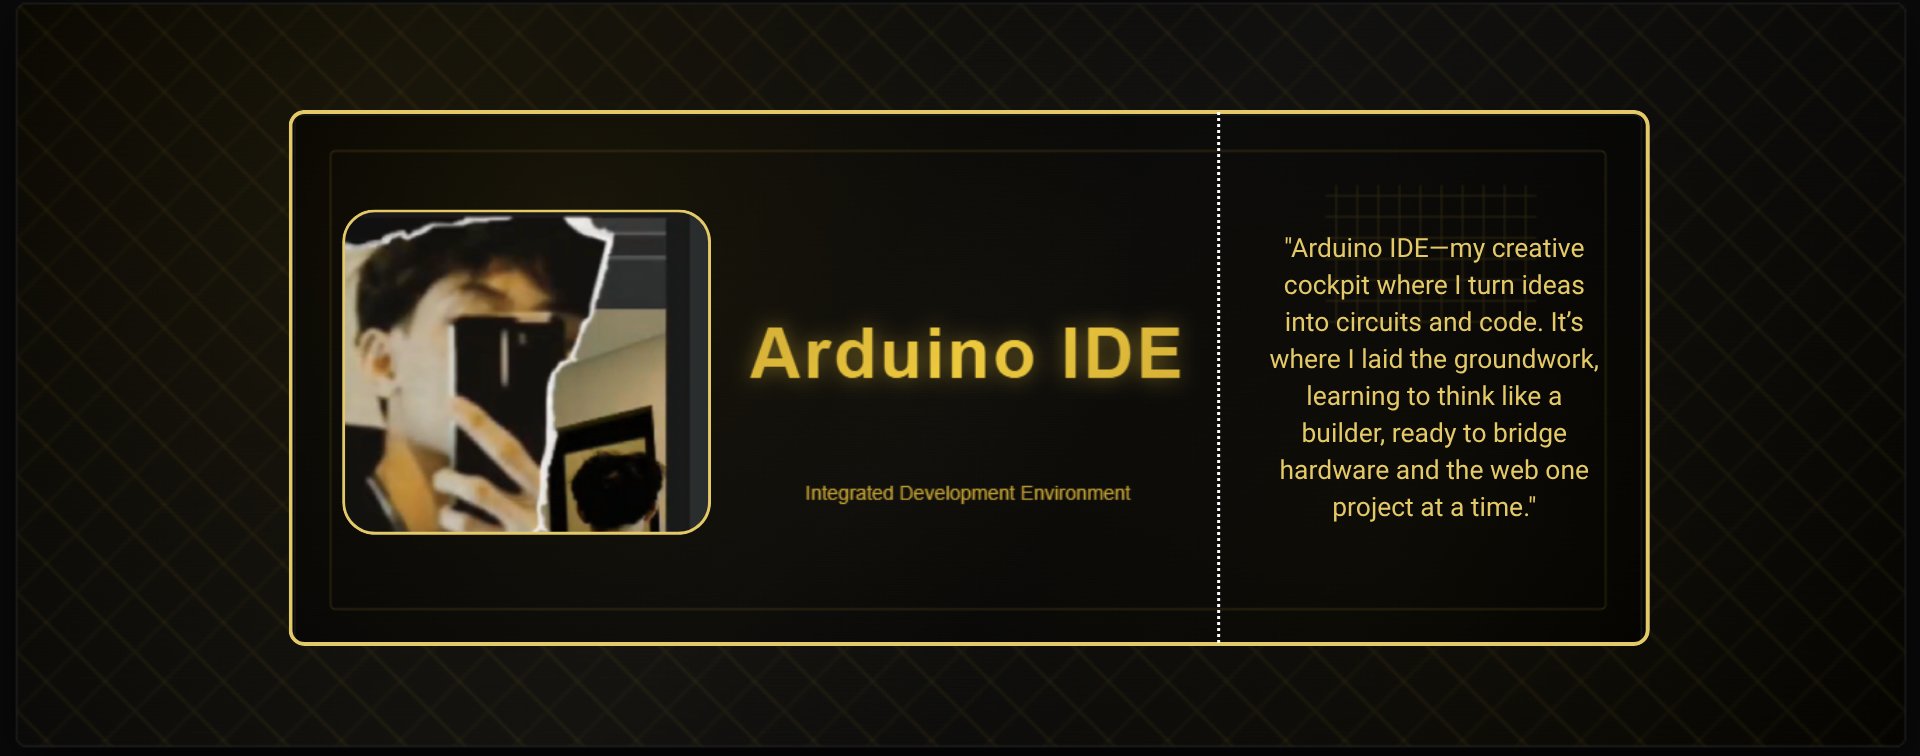 Arduino IDE
Integrated Development Environment
"Arduino IDE—my creative
cockpit where I turn ideas
into circuits and code. It’s
where I laid the groundwork,
learning to think like a
builder, ready to bridge
hardware and the web one
project at a time."